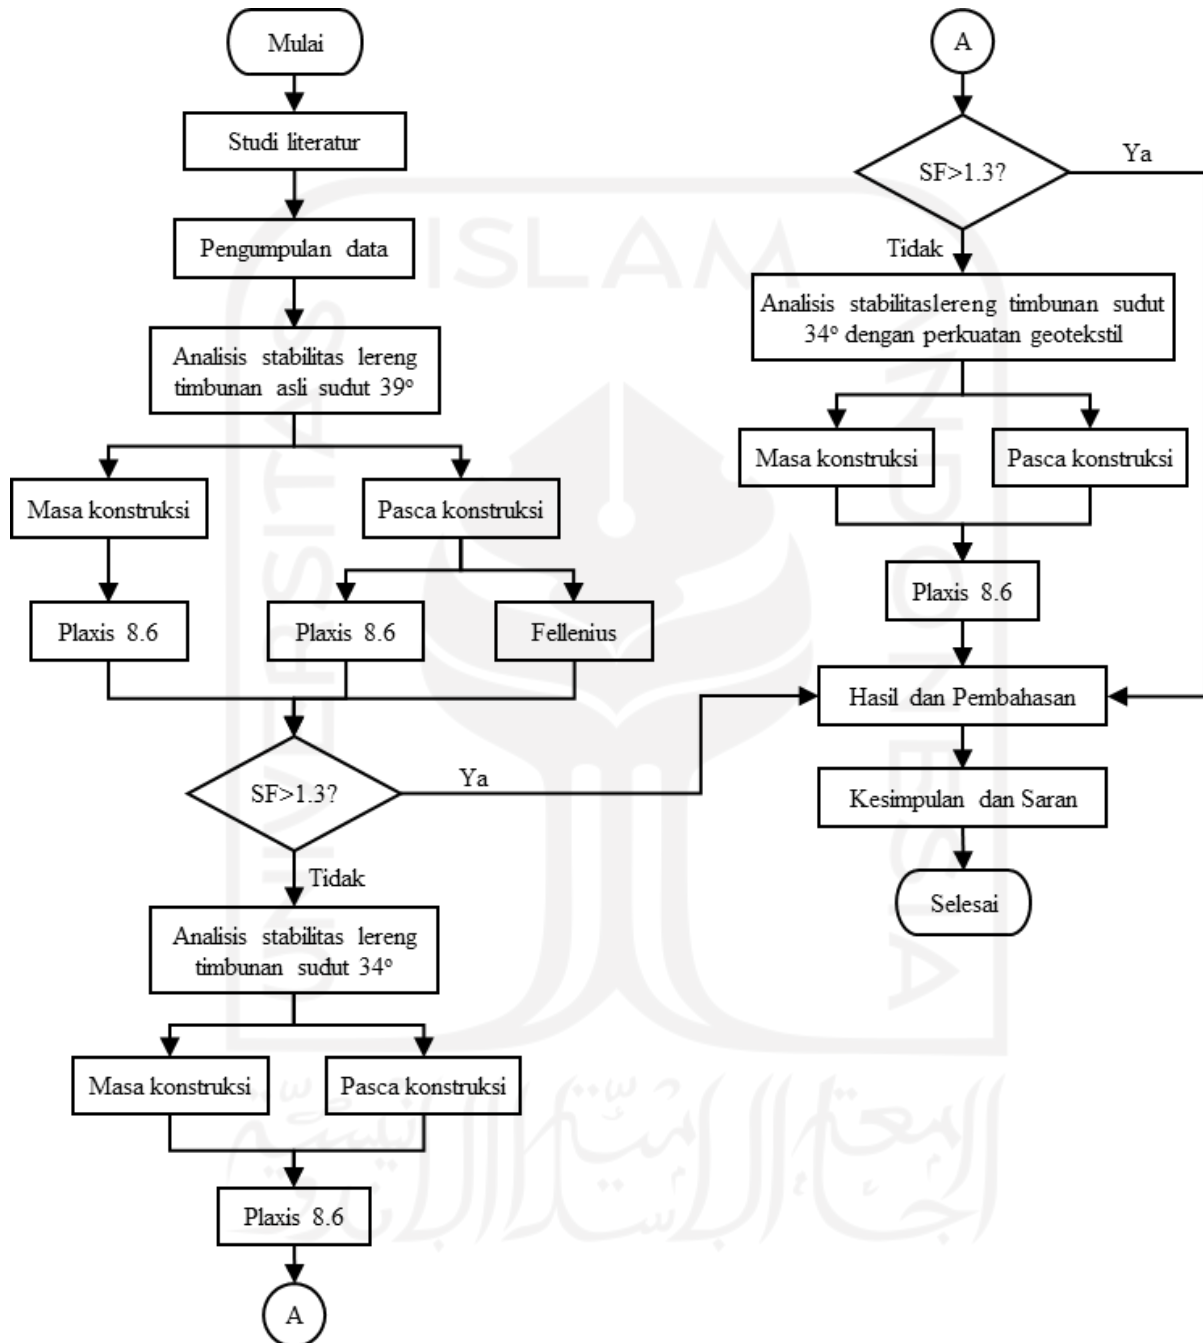 Mulai
Studi literatur
Pengumpulan data
Analisis stabilitas lereng
timbunan asli sudut 39°
Masa konstruksi
Pasca konstruksi
Plaxis 8.6
Plaxis 8.6
Fellenius
SF>1.3?
Ya
Tidak
Analisis stabilitas lereng
timbunan sudut 34°
Masa konstruksi
Pasca konstruksi
Plaxis 8.6
A
A
SF>1.3?
Ya
Tidak
Analisis stabilitaslereng timbunan sudut
34° dengan perkuatan geotekstil
Masa konstruksi
Pasca konstruksi
Plaxis 8.6
Hasil dan Pembahasan
Kesimpulan dan Saran
Selesai
UNIVERSITAS
ISLAM
INDONESIA